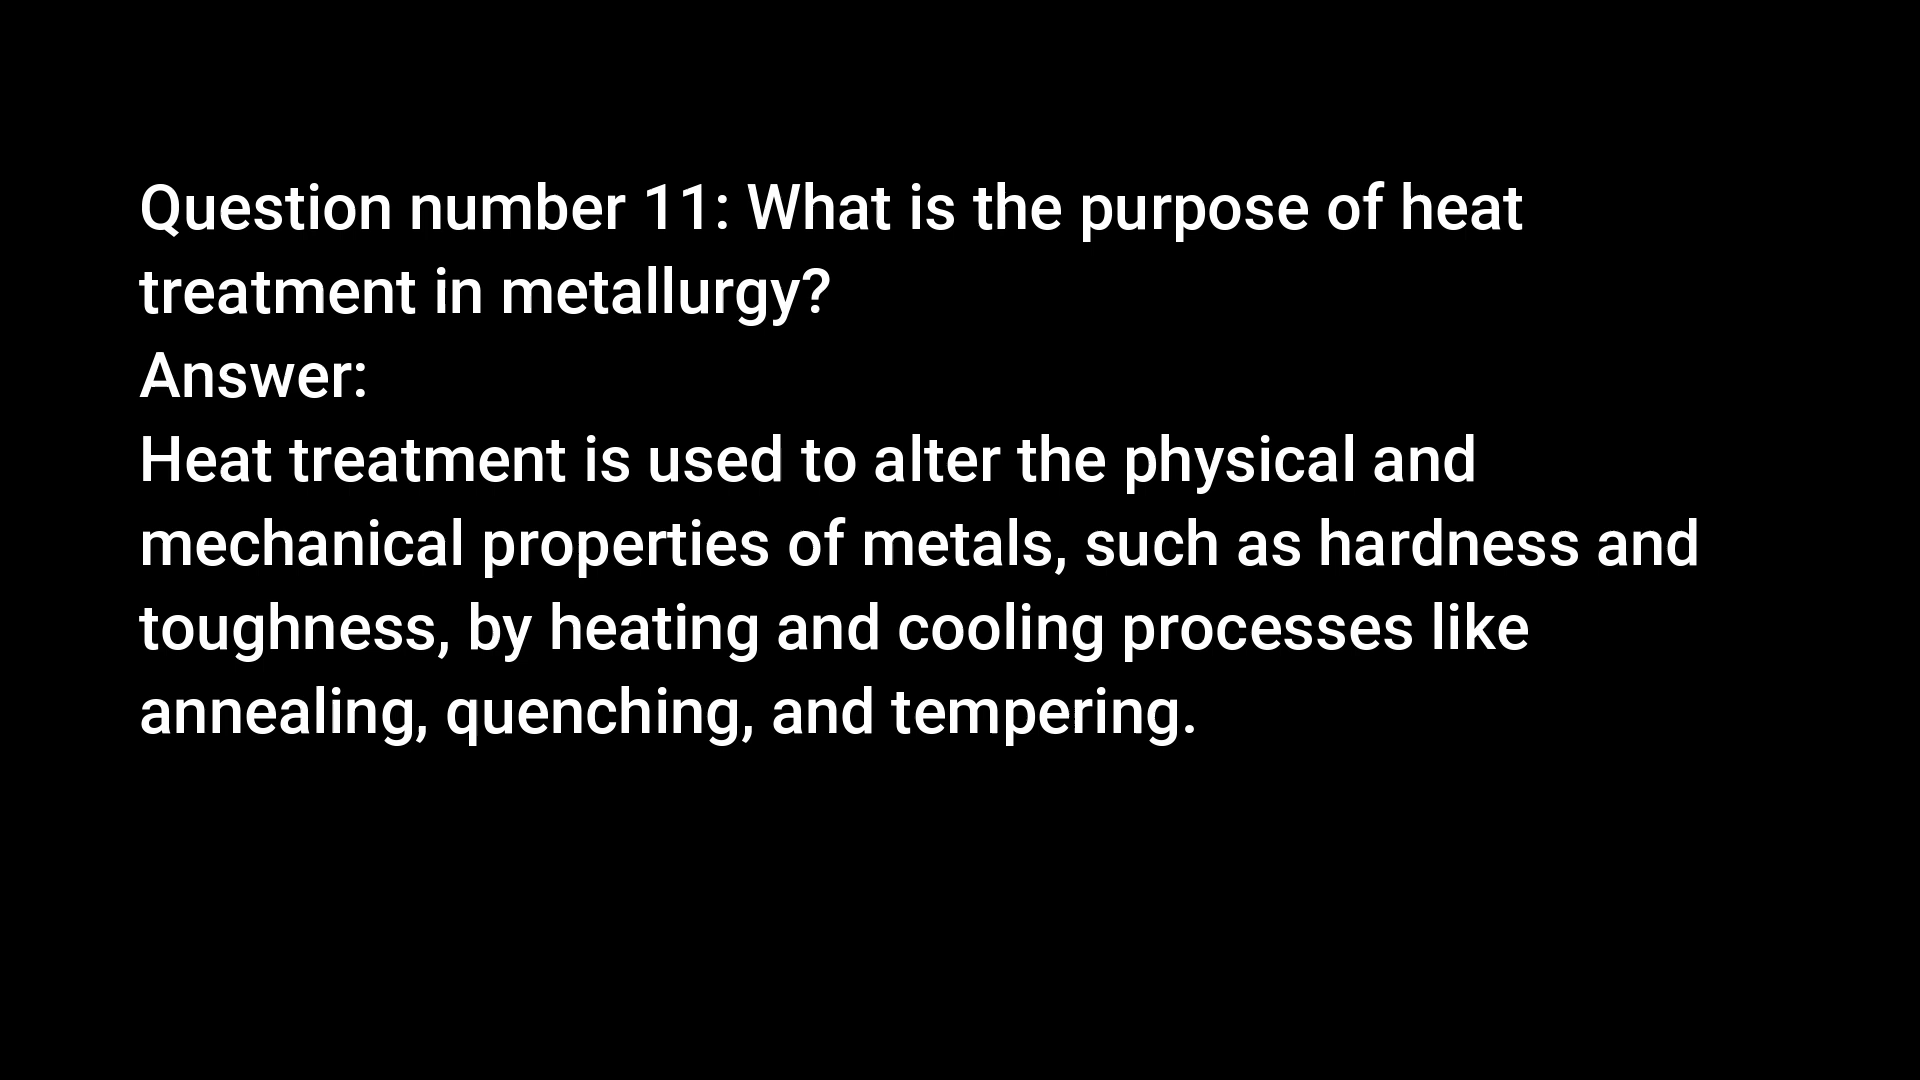 Question number 11: What is the purpose of heat
treatment in metallurgy?
Answer:
Heat treatment is used to alter the physical and
mechanical properties of metals, such as hardness and
toughness, by heating and cooling processes like
annealing, quenching, and tempering.